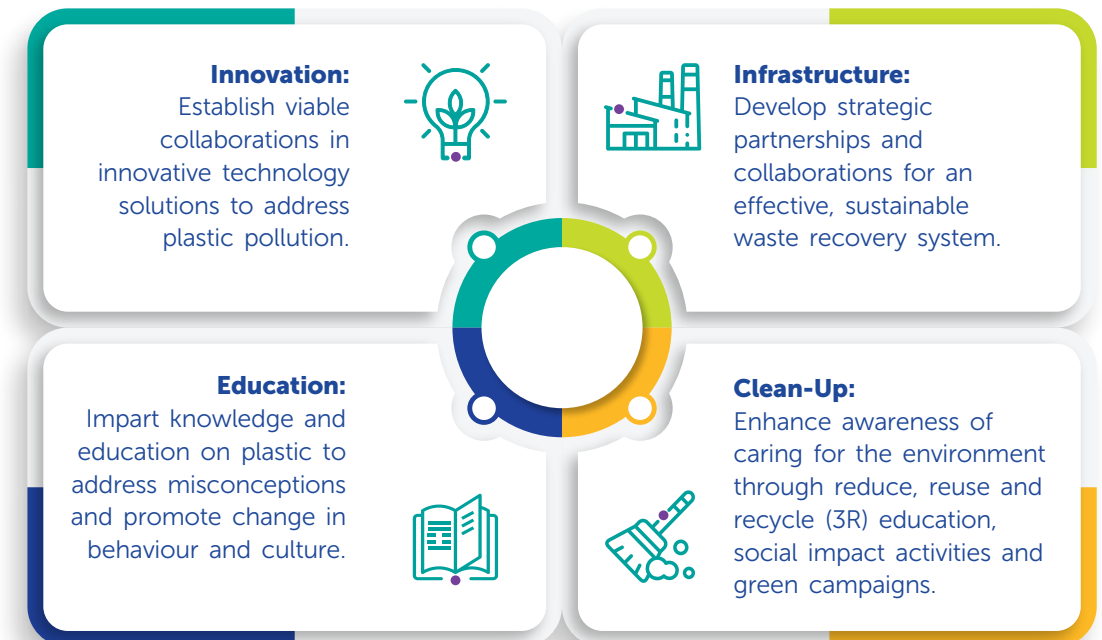 Innovation:
Establish viable
collaborations in
innovative technology
solutions to address
plastic pollution.
Infrastructure:
Develop strategic
partnerships and
collaborations for an
effective, sustainable
waste recovery system.
Education:
Impart knowledge and
education on plastic to
address misconceptions
and promote change in
behaviour and culture.
Clean-Up:
Enhance awareness of
caring for the environment
through reduce, reuse and
recycle (3R) education,
social impact activities and
green campaigns.